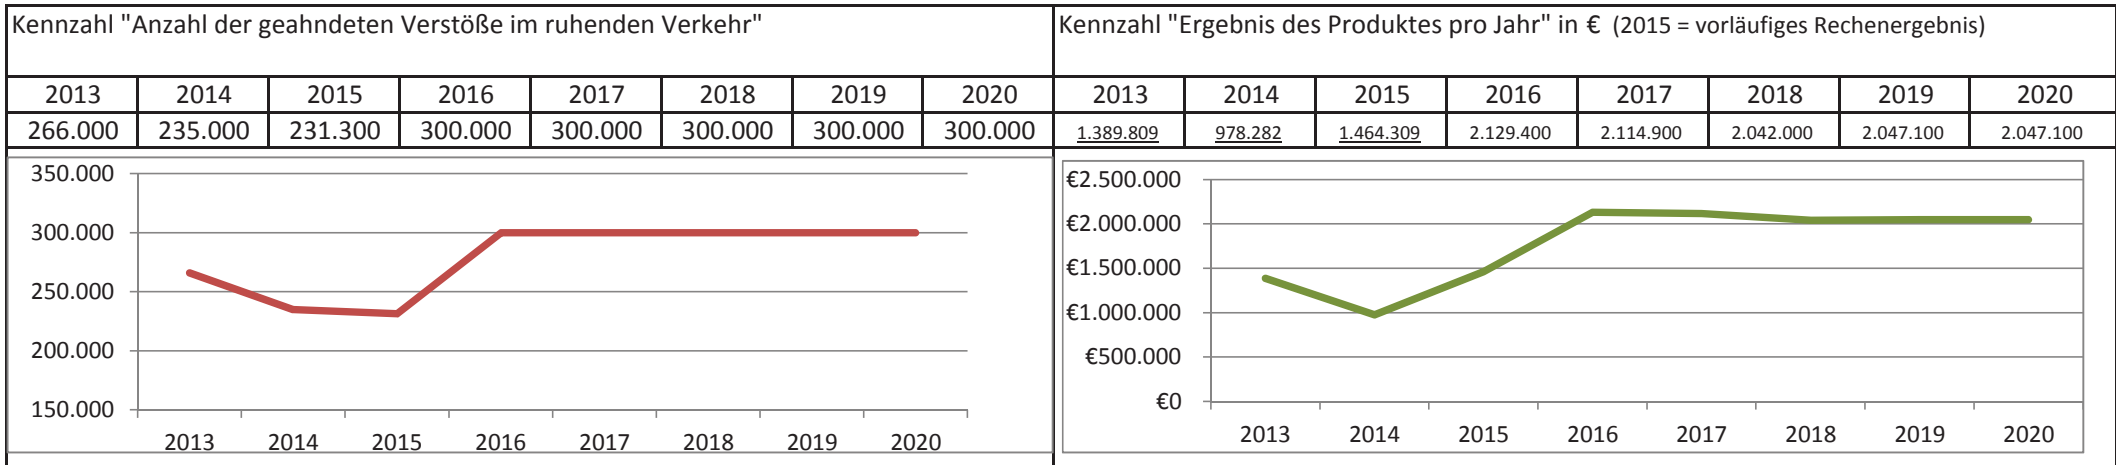 Kennzahl "Anzahl der geahndeten Verstöße im ruhenden Verkehr"
2013 2014 2015 2016 2017 2018 2019 2020
266.000 235.000 231.300 300.000 300.000 300.000 300.000 300.000
350.000
300.000
250.000
200.000
150.000
2013 2014 2015 2016 2017 2018 2019 2020
Kennzahl "Ergebnis des Produktes pro Jahr" in € (2015 = vorläufiges Rechenergebnis)
2013 2014 2015 2016 2017 2018 2019 2020
1.389.809 978.282 1.464.309 2.129.400 2.114.900 2.042.000 2.047.100 2.047.100
€2.500.000
€2.000.000
€1.500.000
€1.000.000
€500.000
€0
2013 2014 2015 2016 2017 2018 2019 2020